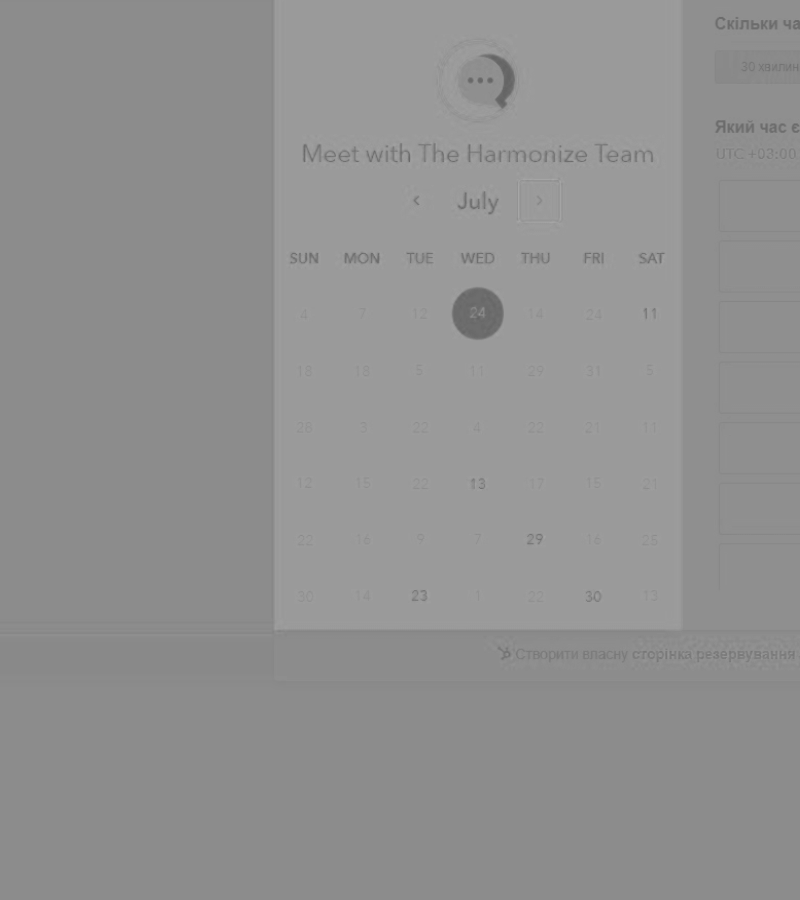 Meet with The Harmonize Team
July
SUN MON TUE WED THU FRI SAT
4 7 12 24 14 24 11
18 18 5 11 29 31 5
28 3 22 4 22 21 11
12 15 22 13 17 15 21
22 16 9 7 29 16 25
30 14 23 1 22 30 13
Скільки ча
30 хвилин
Який час є
UTC +03:00
Створити власну сторінка резервування